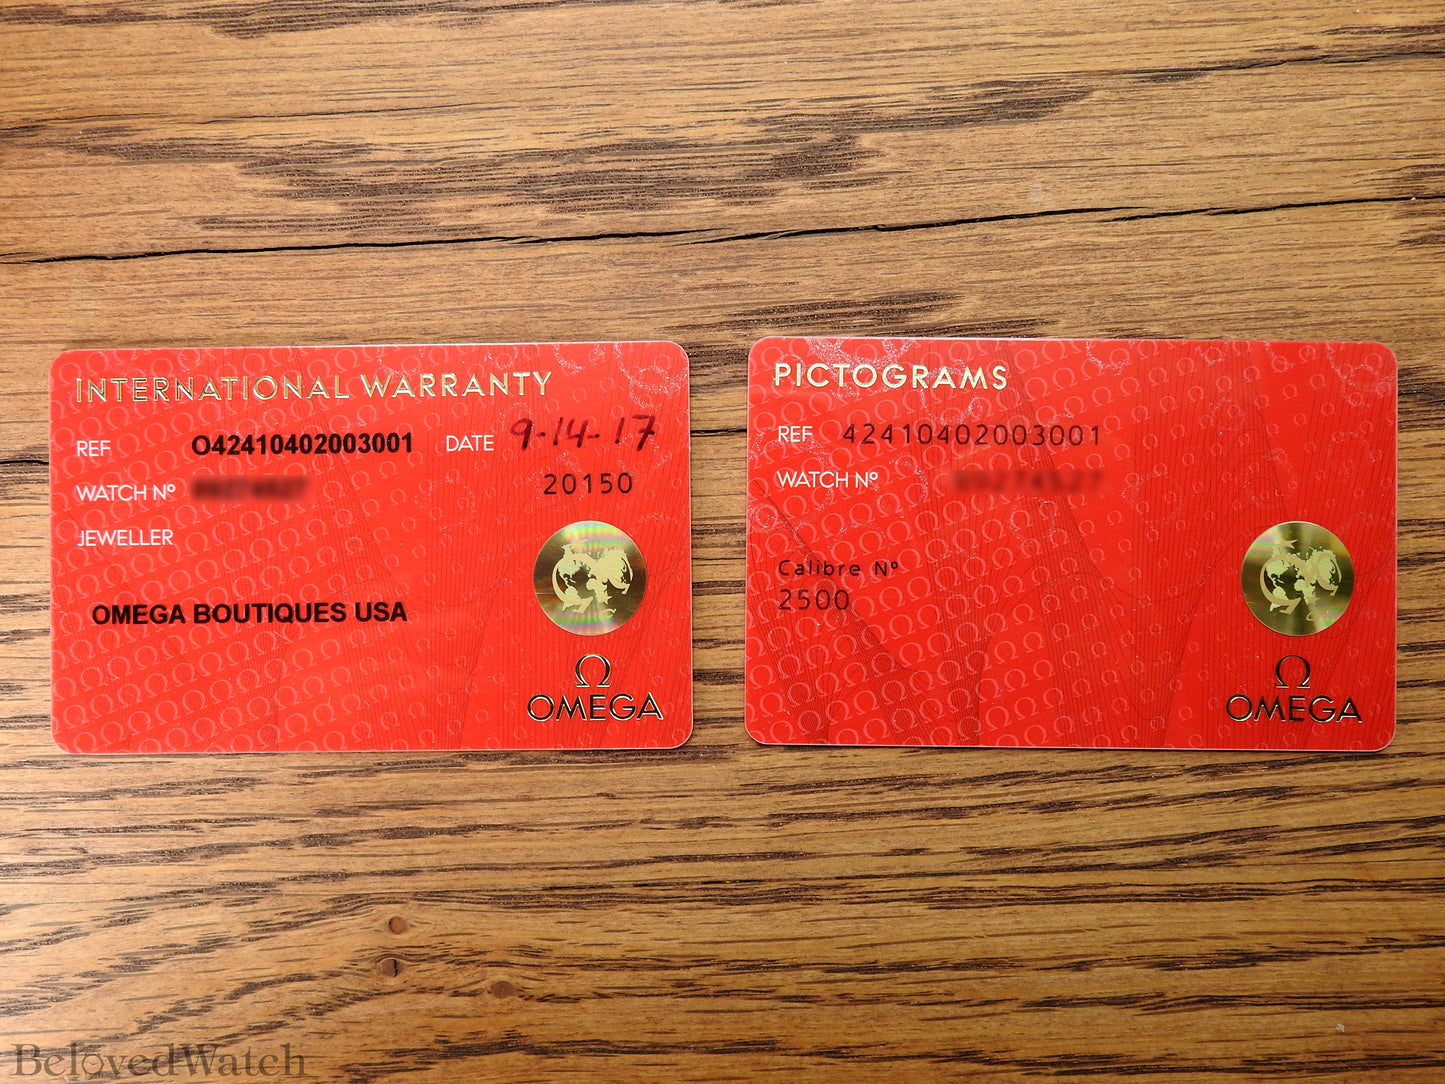 INTERNATIONAL WARRANTY
REF O42410402003001 DATE 9-14-17
WATCH Nº 20150
JEWELLER
OMEGA BOUTIQUES USA
Ω
OMEGA
PICTOGRAMS
REF 42410402003001
WATCH Nº
Calibre Nº
2500
Ω
OMEGA
BelovedWatch